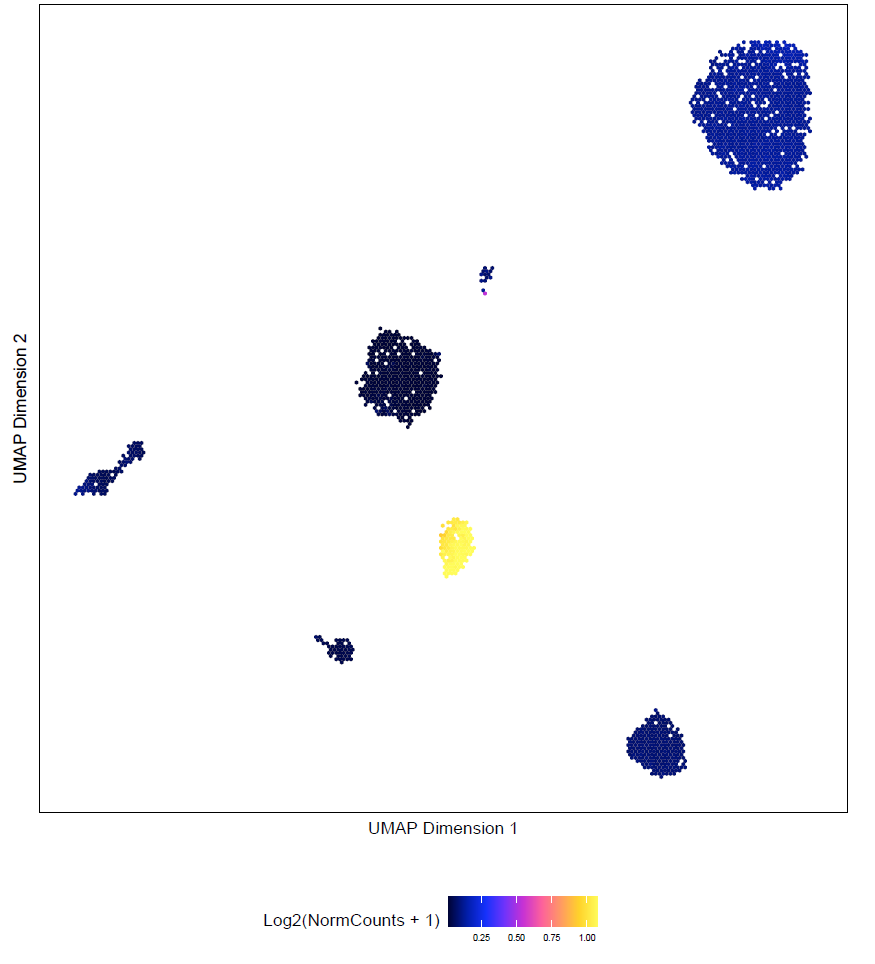 UMAP Dimension 2
UMAP Dimension 1
Log2(NormCounts + 1)
0.25 0.50 0.75 1.00